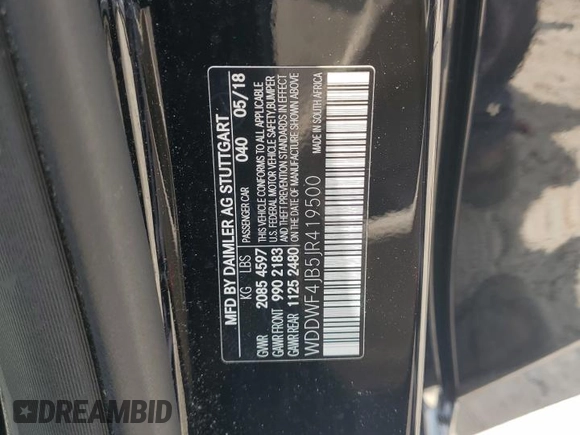 MFD BY DAIMLER AG STUTTGART
KG LBS PASSENGER CAR 040 05/18
GVWR 2085 4597 THIS VEHICLE CONFORMS TO ALL APPLICABLE
GAWR FRONT 990 2183 U.S. FEDERAL MOTOR VEHICLE SAFETY,BUMPER
GAWR REAR 1125 2480 AND THEFT PREVENTION STANDARDS IN EFFECT
ON THE DATE OF MANUFACTURE SHOWN ABOVE
WDDWF4JB5JR419500 MADE IN SOUTH AFRICA
DREAMBID